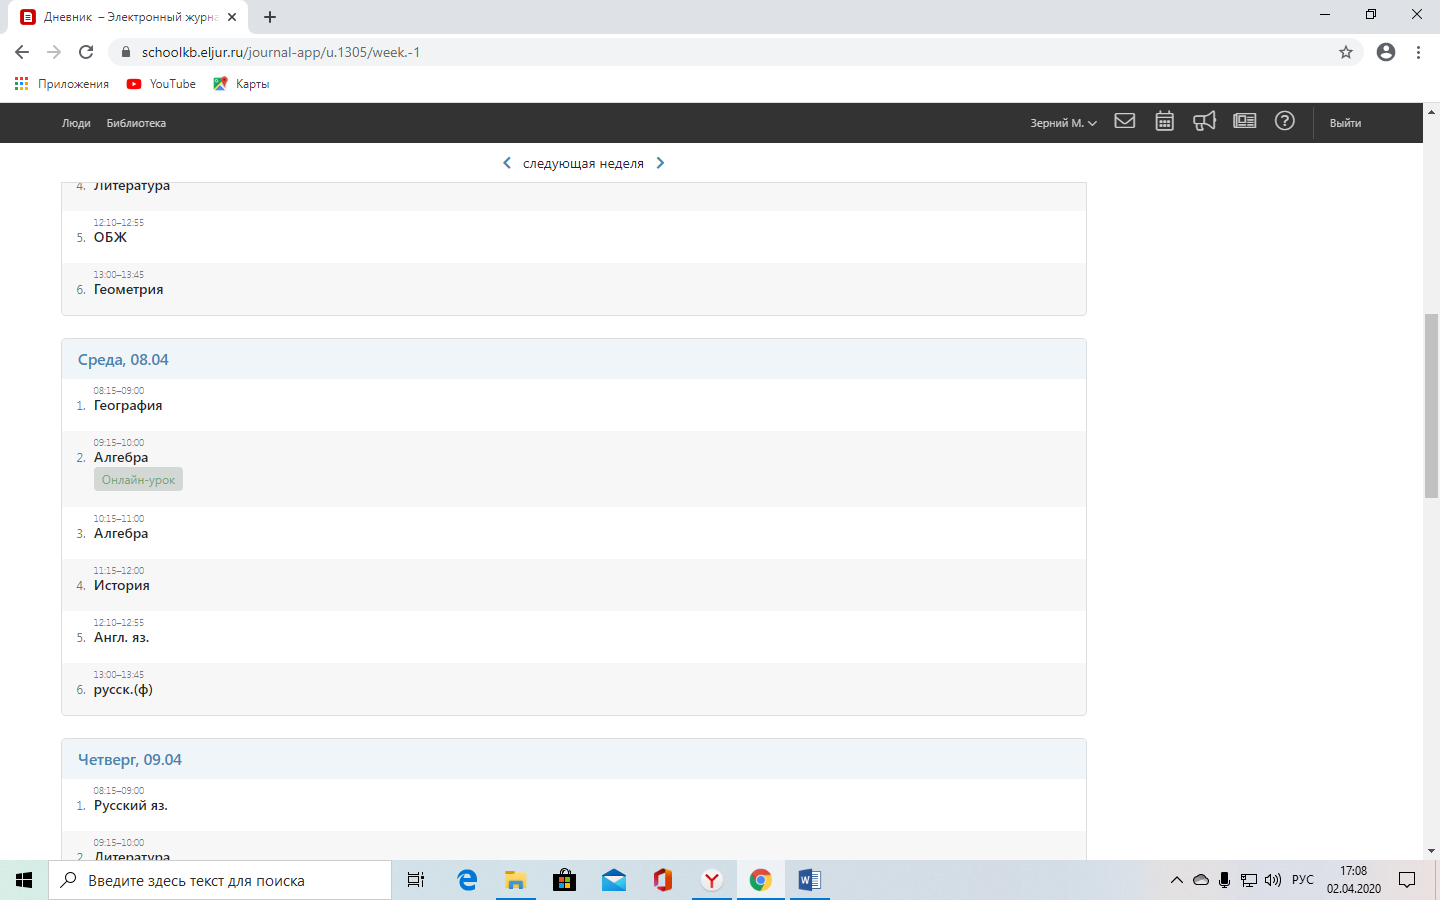 Дневник – Электронный журна
schoolkb.eljur.ru/journal-app/u.1305/week.-1
Приложения YouTube Карты
Люди Библиотека Зерний М. Выйти
следующая неделя
4. Литература
12:10–12:55
5. ОБЖ
13:00–13:45
6. Геометрия
Среда, 08.04
08:15–09:00
1. География
09:15–10:00
2. Алгебра
Онлайн-урок
10:15–11:00
3. Алгебра
11:15–12:00
4. История
12:10–12:55
5. Англ. яз.
13:00–13:45
6. русск.(ф)
Четверг, 09.04
08:15–09:00
1. Русский яз.
09:15–10:00
2. Литература
Введите здесь текст для поиска
РУС
17:08
02.04.2020